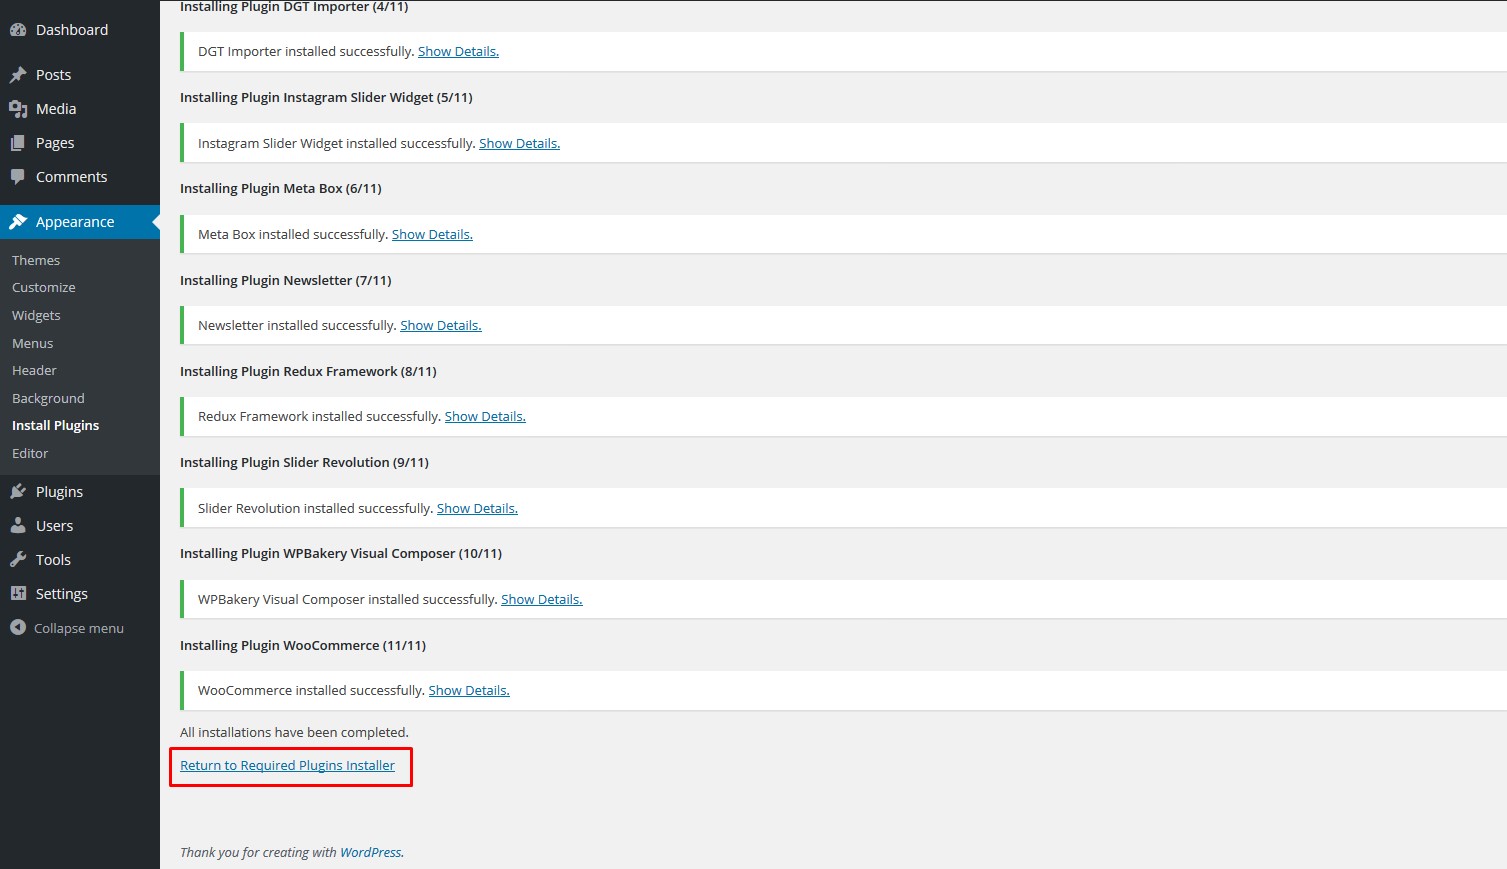 Dashboard
Posts
Media
Pages
Comments
Appearance
Themes
Customize
Widgets
Menus
Header
Background
Install Plugins
Editor
Plugins
Users
Tools
Settings
Collapse menu
Installing Plugin DGT Importer (4/11)
DGT Importer installed successfully. Show Details.
Installing Plugin Instagram Slider Widget (5/11)
Instagram Slider Widget installed successfully. Show Details.
Installing Plugin Meta Box (6/11)
Meta Box installed successfully. Show Details.
Installing Plugin Newsletter (7/11)
Newsletter installed successfully. Show Details.
Installing Plugin Redux Framework (8/11)
Redux Framework installed successfully. Show Details.
Installing Plugin Slider Revolution (9/11)
Slider Revolution installed successfully. Show Details.
Installing Plugin WPBakery Visual Composer (10/11)
WPBakery Visual Composer installed successfully. Show Details.
Installing Plugin WooCommerce (11/11)
WooCommerce installed successfully. Show Details.
All installations have been completed.
Return to Required Plugins Installer
Thank you for creating with WordPress.